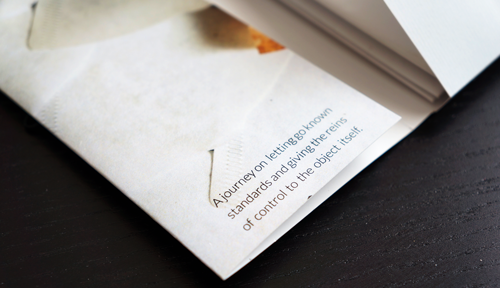 A journey on letting go known
standards and giving the reins
of control to the object itself.